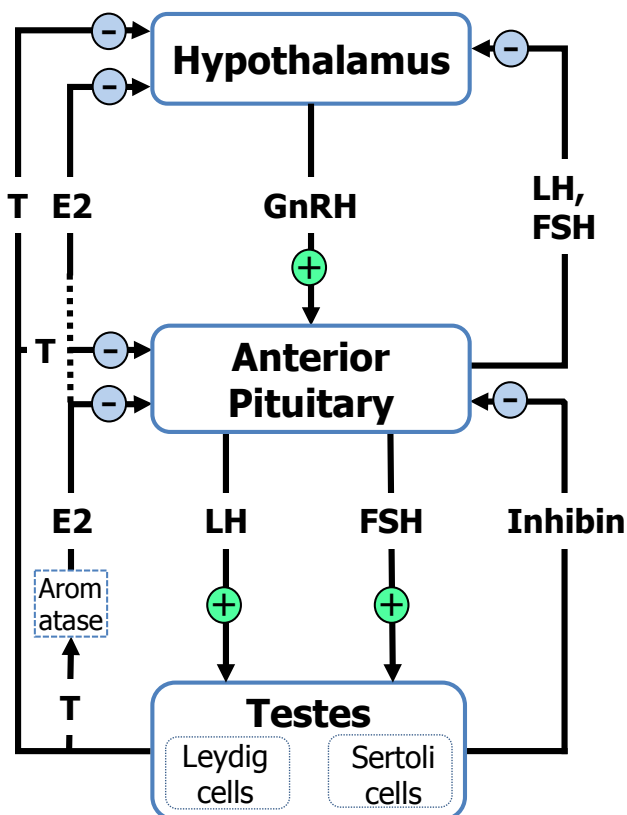 −
Hypothalamus
−
−
T
E2
GnRH
LH,
FSH
+
T
−
Anterior
Pituitary
−
−
E2
LH
FSH
Inhibin
Arom
atase
+
+
T
Testes
Leydig
cells
Sertoli
cells